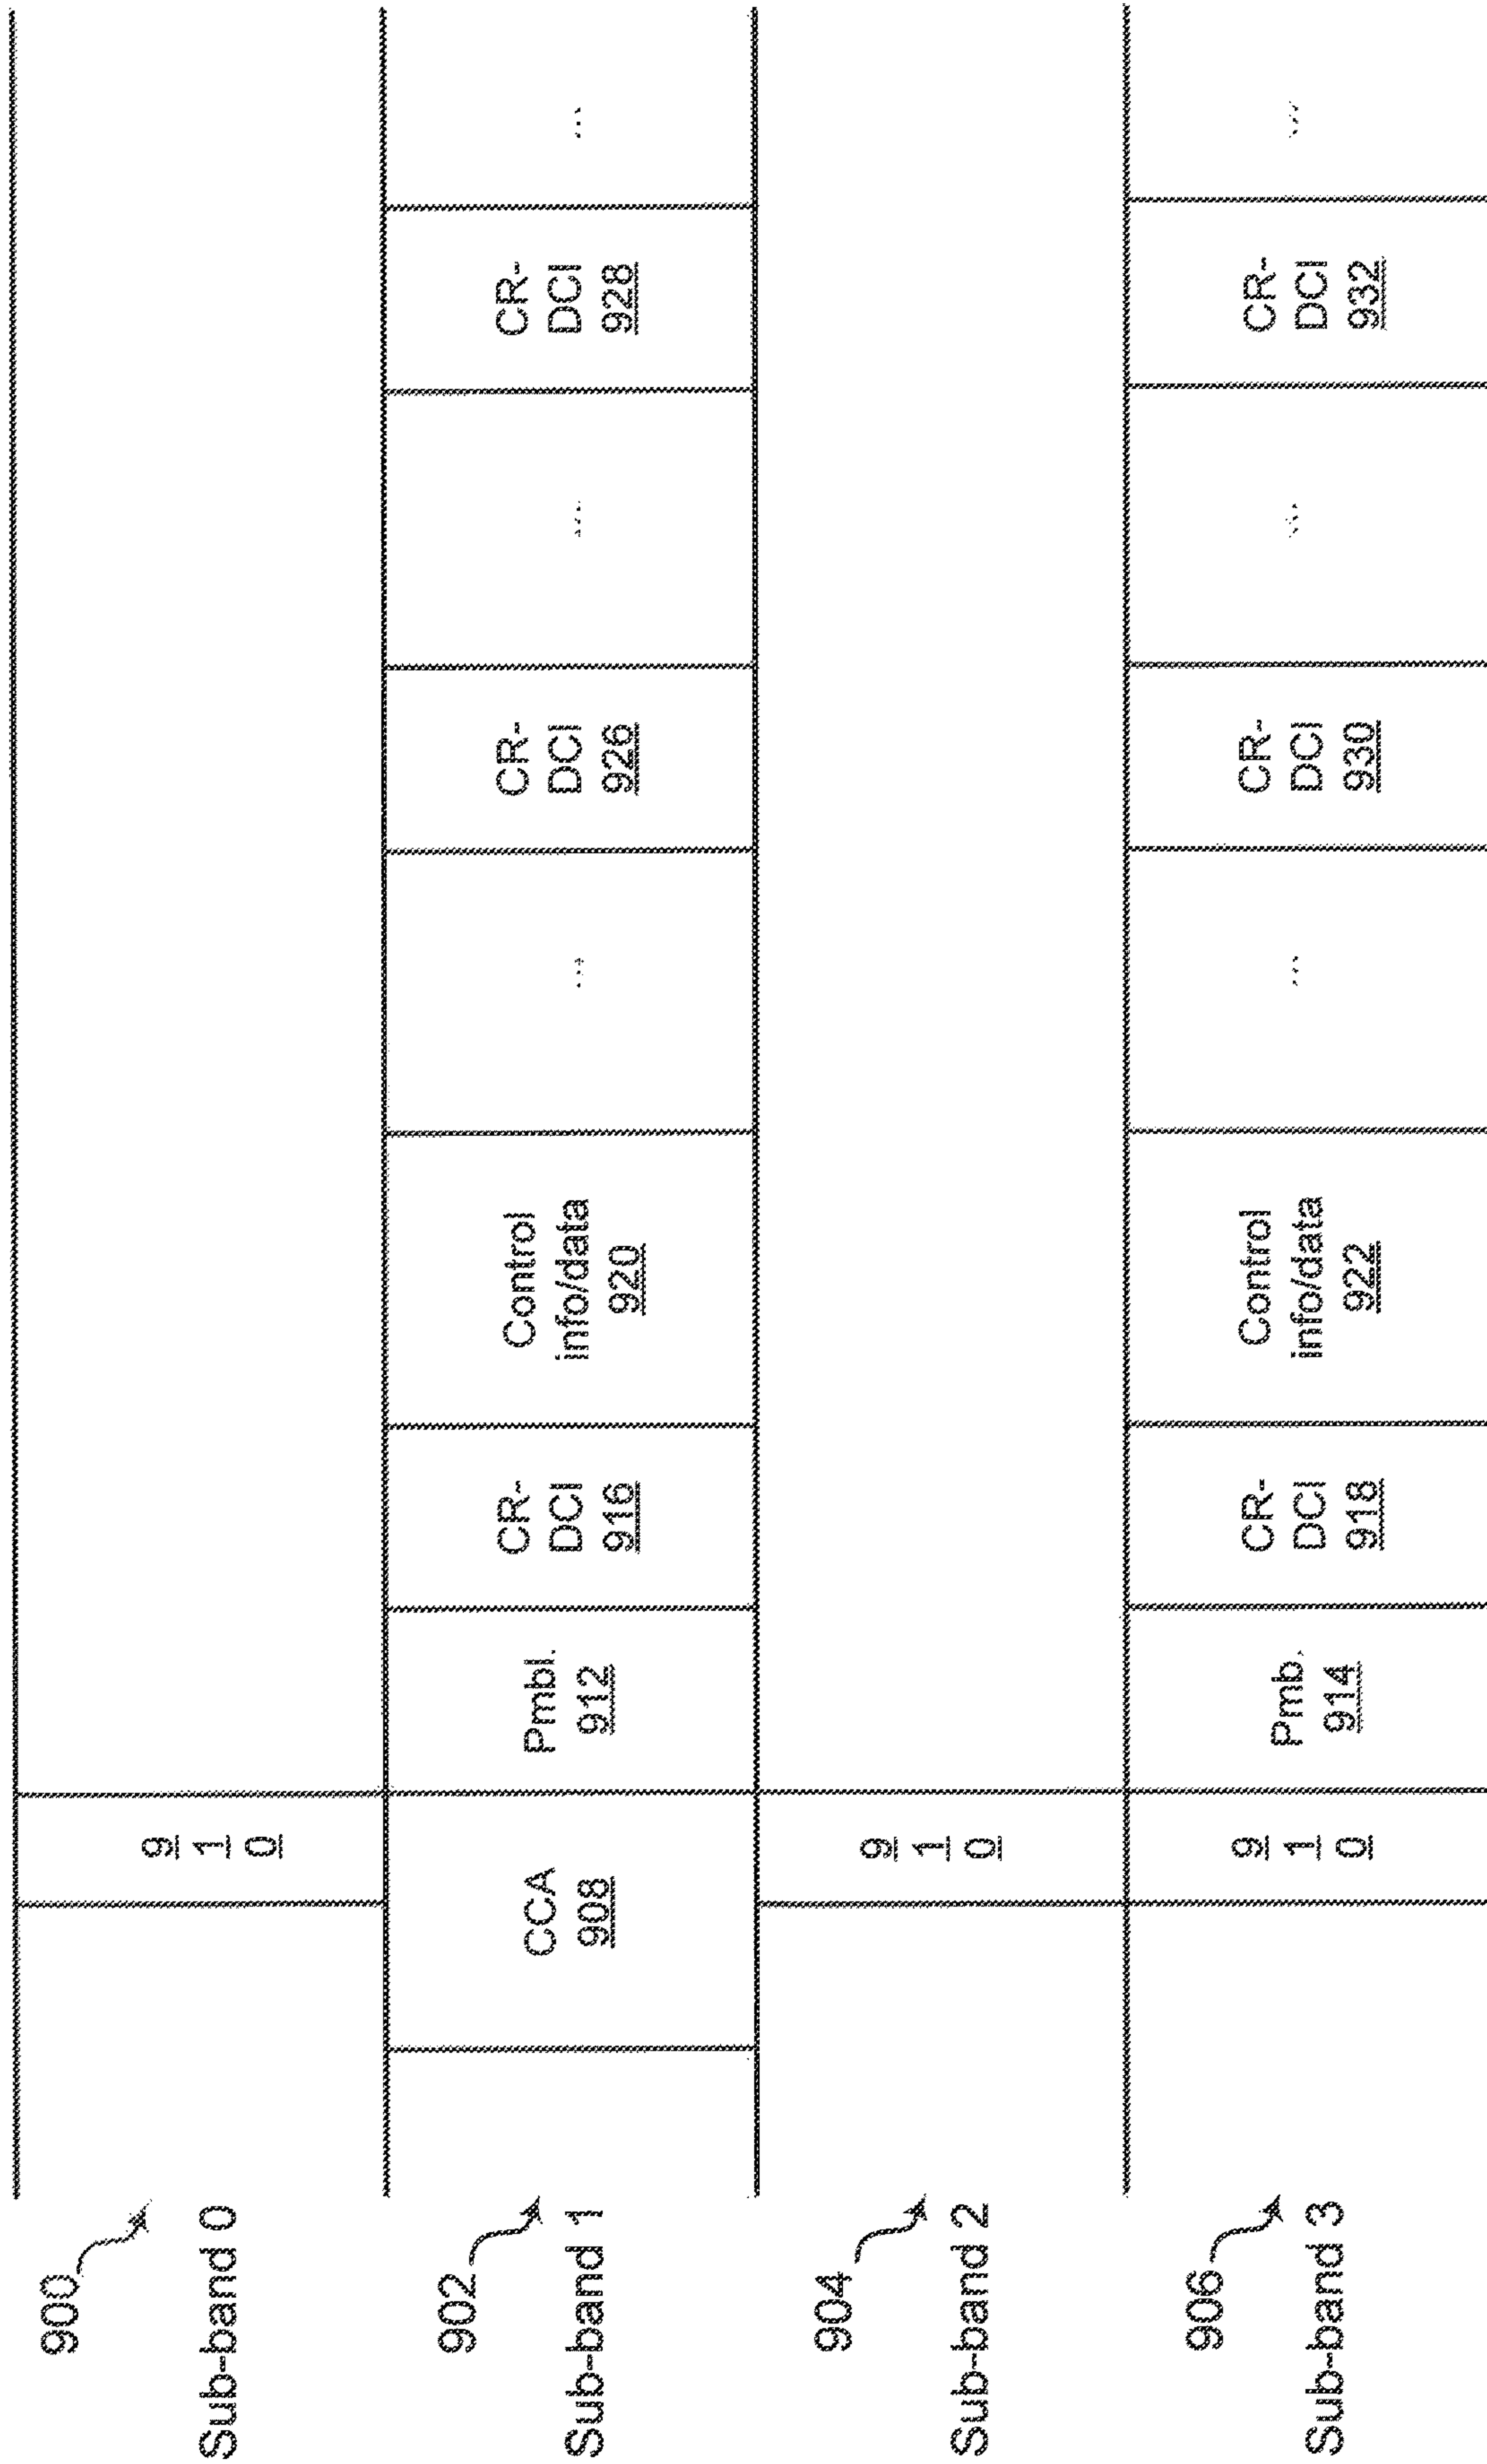 900
Sub-band 0
910
902
Sub-band 1
CCA
908
Pmbl.
912
CR-
DCI
916
Control
info/data
920
...
CR-
DCI
926
...
CR-
DCI
928
...
904
Sub-band 2
910
906
Sub-band 3
910
Pmb.
914
CR-
DCI
918
Control
info/data
922
...
CR-
DCI
930
...
CR-
DCI
932
...